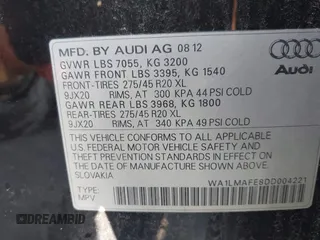 MFD. BY AUDI AG 08 12
GVWR LBS 7055, KG 3200
GAWR FRONT LBS 3395, KG 1540
FRONT-TIRES 275/45 R20 XL
9JX20 RIMS, AT 300 KPA/ 44 PSI COLD
GAWR REAR LBS 3968, KG 1800
REAR-TIRES 275/45 R20 XL
9JX20 RIMS, AT 340 KPA/ 49 PSI COLD
Audi
THIS VEHICLE CONFORMS TO ALL APPLICABLE
U.S. FEDERAL MOTOR VEHICLE SAFETY
AND THEFT PREVENTION STANDARDS IN EFFECT ON
THE DATE OF MANUFACTURE SHOWN ABOVE.
SLOVAKIA
TYPE: WA1LMAFE8DD004221
MPV
DREAMBID